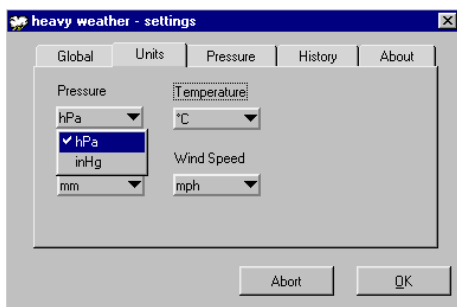 heavy weather - settings
Global Units Pressure History About
Pressure Temperature
hPa °C
hPa
inHg Wind Speed
mm mph
Abort OK